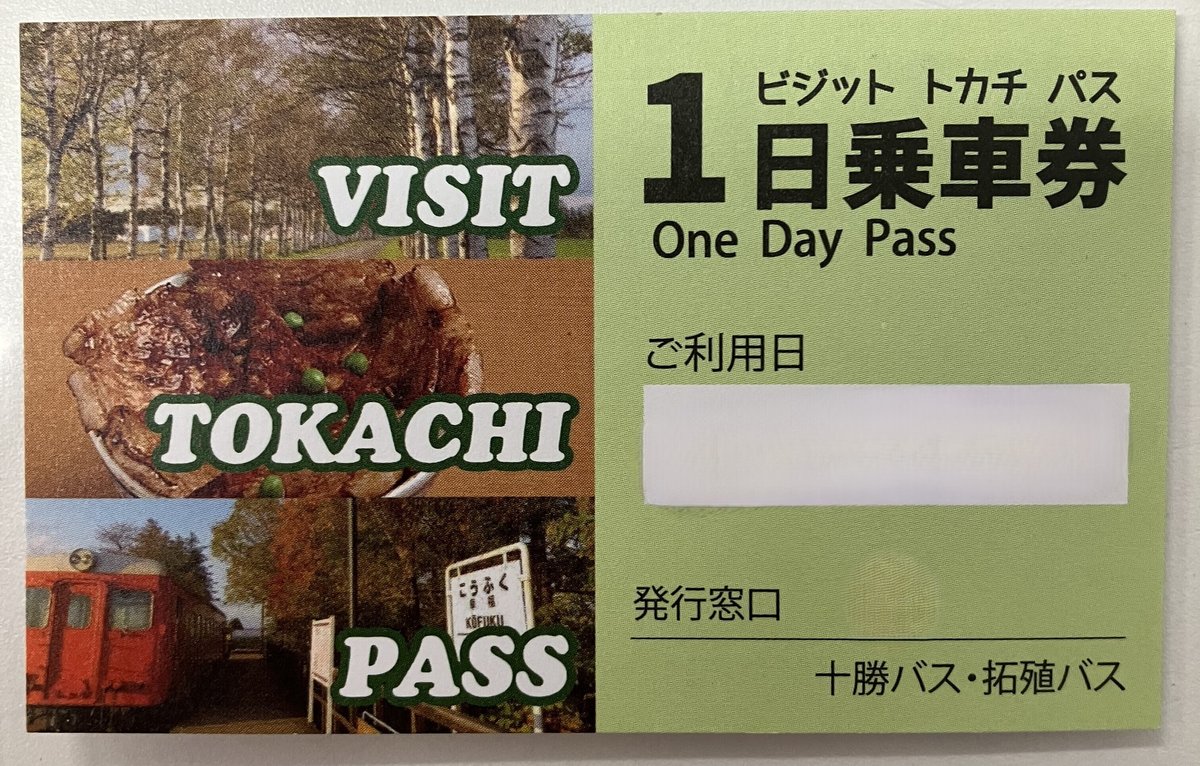 VISIT
TOKACHI
こうふく
幸福
KŌFUKU
PASS
ビジット トカチ パス
1日乗車券
One Day Pass
ご利用日
発行窓口
十勝バス・拓殖バス